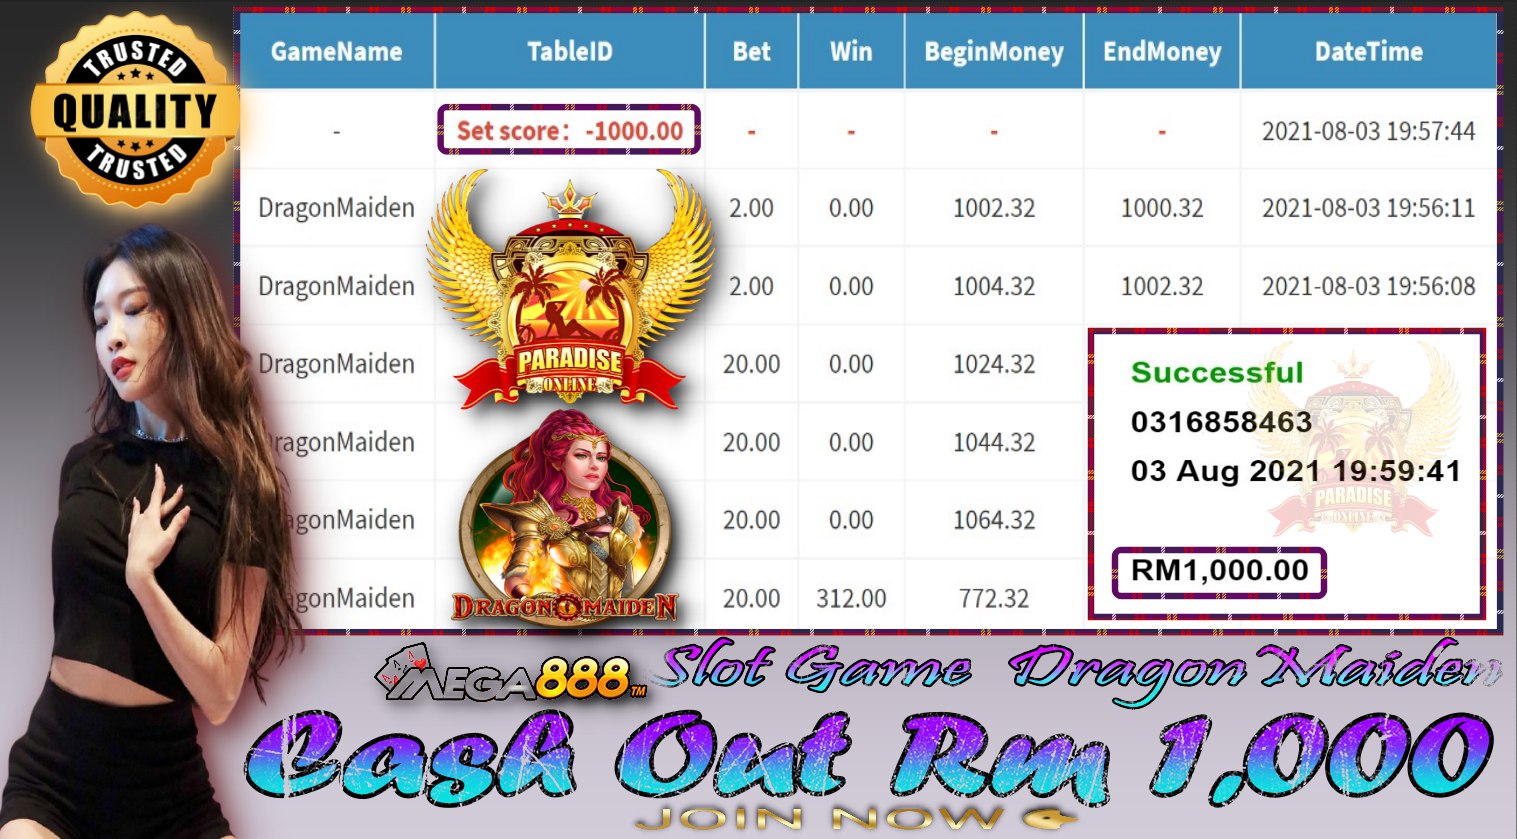 TRUSTED
QUALITY
TRUSTED
GameName TableID Bet Win BeginMoney EndMoney DateTime
- Set score: -1000.00 - - - - 2021-08-03 19:57:44
DragonMaiden 2.00 0.00 1002.32 1000.32 2021-08-03 19:56:11
DragonMaiden 2.00 0.00 1004.32 1002.32 2021-08-03 19:56:08
DragonMaiden 20.00 0.00 1024.32
ragonMaiden 20.00 0.00 1044.32
agonMaiden 20.00 0.00 1064.32
agonMaiden 20.00 312.00 772.32
PARADISE
ONLINE
DRAGON MAIDEN
Successful
0316858463
03 Aug 2021 19:59:41
PARADISE
ONLINE
RM1,000.00
MEGA888 TM Slot Game Dragon Maiden
Cash Out Rm 1,000
JOIN NOW